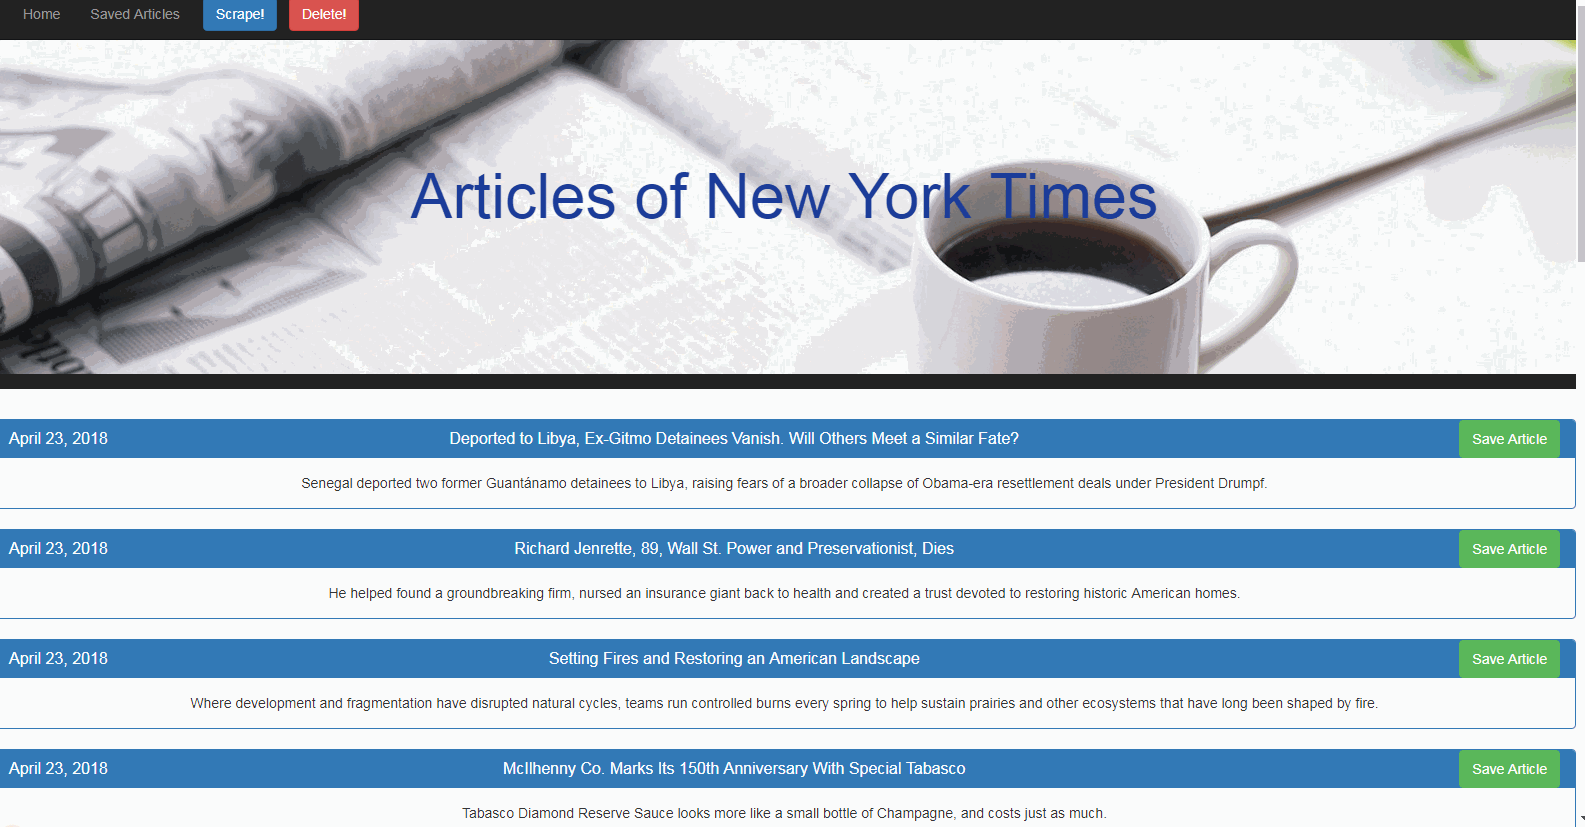 Home Saved Articles Scrape! Delete!
Articles of New York Times
April 23, 2018 Deported to Libya, Ex-Gitmo Detainees Vanish. Will Others Meet a Similar Fate? Save Article
Senegal deported two former Guantánamo detainees to Libya, raising fears of a broader collapse of Obama-era resettlement deals under President Drumpf.
April 23, 2018 Richard Jenrette, 89, Wall St. Power and Preservationist, Dies Save Article
He helped found a groundbreaking firm, nursed an insurance giant back to health and created a trust devoted to restoring historic American homes.
April 23, 2018 Setting Fires and Restoring an American Landscape Save Article
Where development and fragmentation have disrupted natural cycles, teams run controlled burns every spring to help sustain prairies and other ecosystems that have long been shaped by fire.
April 23, 2018 McIlhenny Co. Marks Its 150th Anniversary With Special Tabasco Save Article
Tabasco Diamond Reserve Sauce looks more like a small bottle of Champagne, and costs just as much.